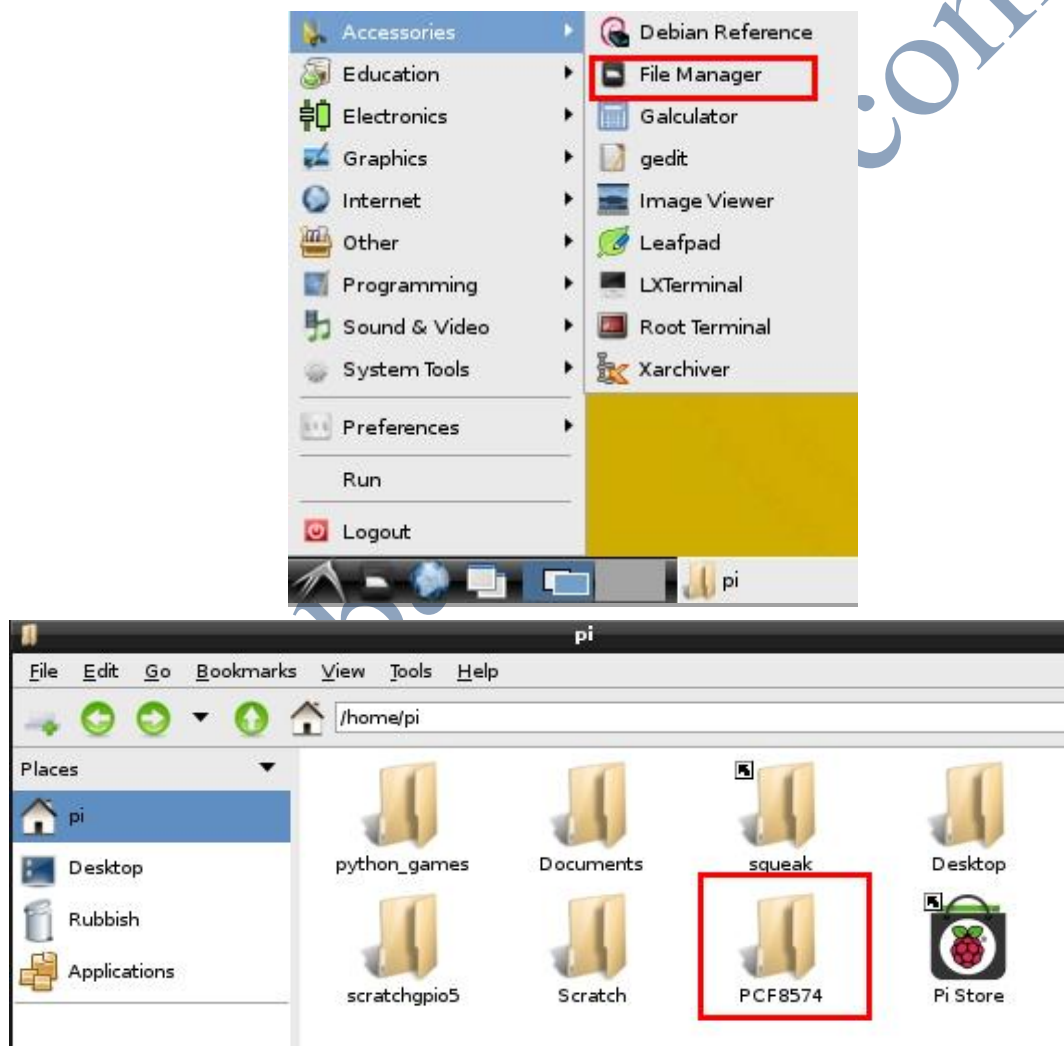 Accessories
Education
Electronics
Graphics
Internet
Other
Programming
Sound & Video
System Tools
Preferences
Run
Logout
Debian Reference
File Manager
Galculator
gedit
Image Viewer
Leafpad
LXTerminal
Root Terminal
Xarchiver
pi
pi
File Edit Go Bookmarks View Tools Help
/home/pi
Places
pi
Desktop
Rubbish
Applications
python_games Documents squeak Desktop
scratchgpio5 Scratch PCF8574 Pi Store